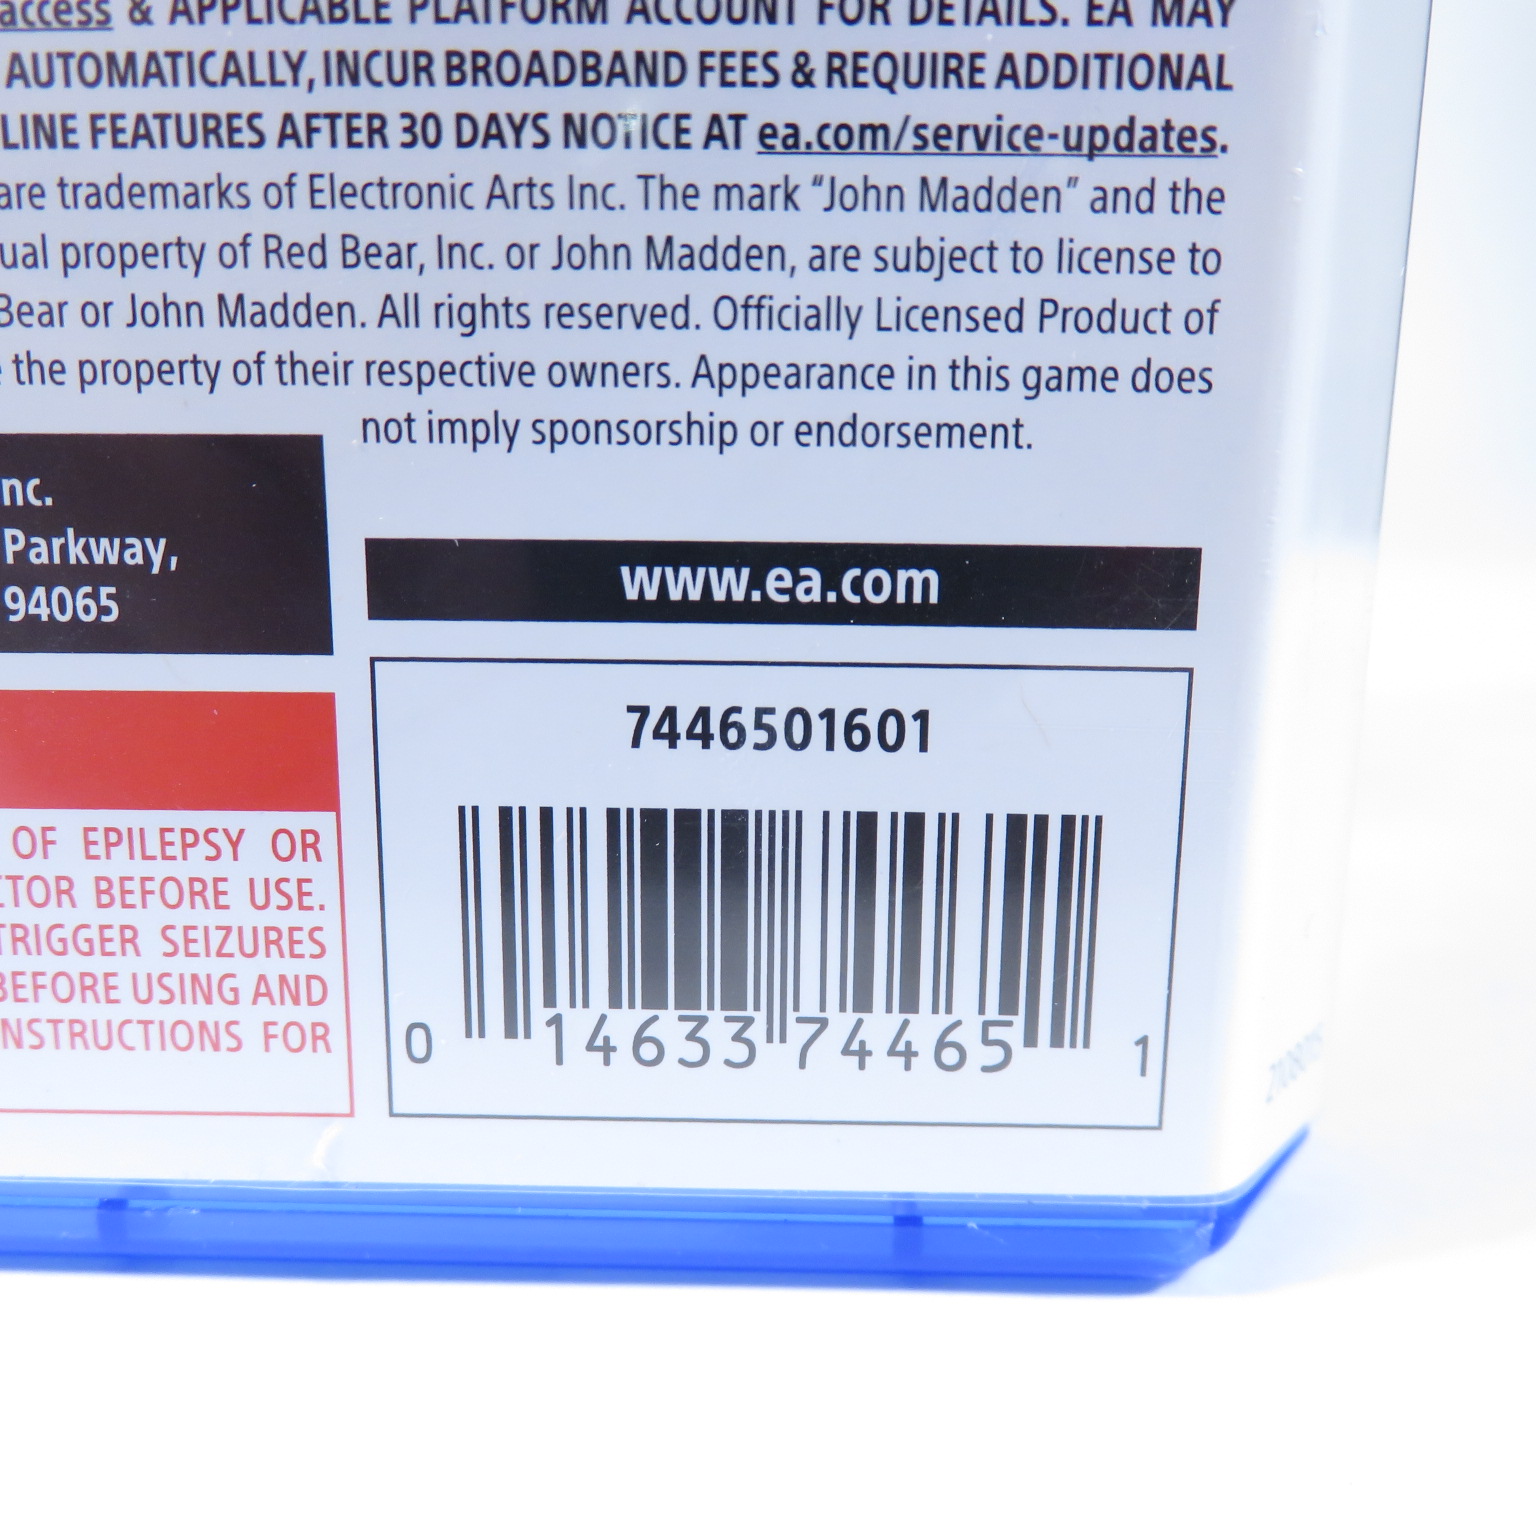 access & APPLICABLE PLATFORM ACCOUNT FOR DETAILS. EA MAY
AUTOMATICALLY, INCUR BROADBAND FEES & REQUIRE ADDITIONAL
LINE FEATURES AFTER 30 DAYS NOTICE AT ea.com/service-updates.
are trademarks of Electronic Arts Inc. The mark “John Madden” and the
ual property of Red Bear, Inc. or John Madden, are subject to license to
Bear or John Madden. All rights reserved. Officially Licensed Product of
the property of their respective owners. Appearance in this game does
not imply sponsorship or endorsement.
nc.
Parkway,
94065
www.ea.com
7446501601
0 14633 74465 1
OF EPILEPSY OR
CTOR BEFORE USE.
TRIGGER SEIZURES
BEFORE USING AND
NSTRUCTIONS FOR